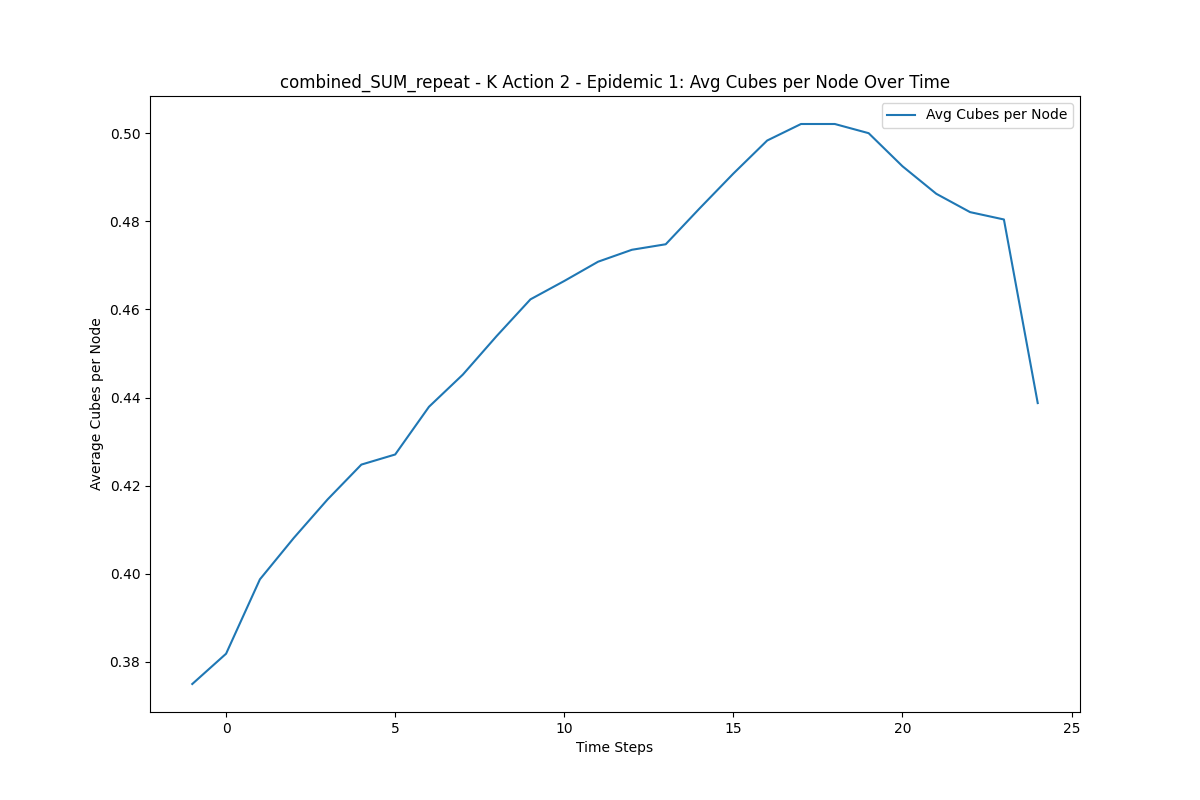 combined_SUM_repeat - K Action 2 - Epidemic 1: Avg Cubes per Node Over Time
Avg Cubes per Node
Average Cubes per Node
0.50
0.48
0.46
0.44
0.42
0.40
0.38
0 5 10 15 20 25
Time Steps